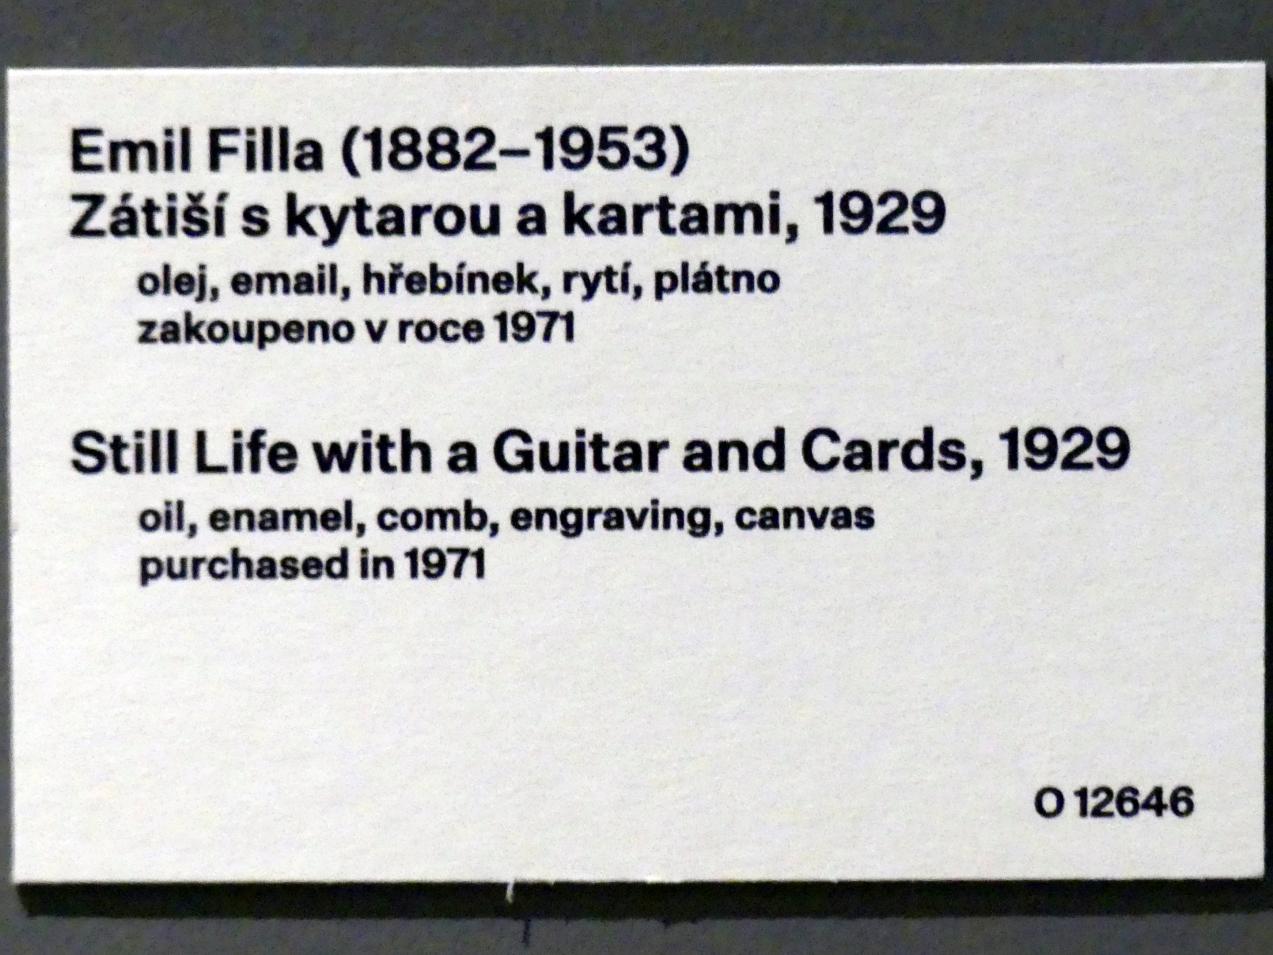 Emil Filla (1882–1953)
Zátiší s kytarou a kartami, 1929
olej, email, hřebínek, rytí, plátno
zakoupeno v roce 1971
Still Life with a Guitar and Cards, 1929
oil, enamel, comb, engraving, canvas
purchased in 1971
O 12646